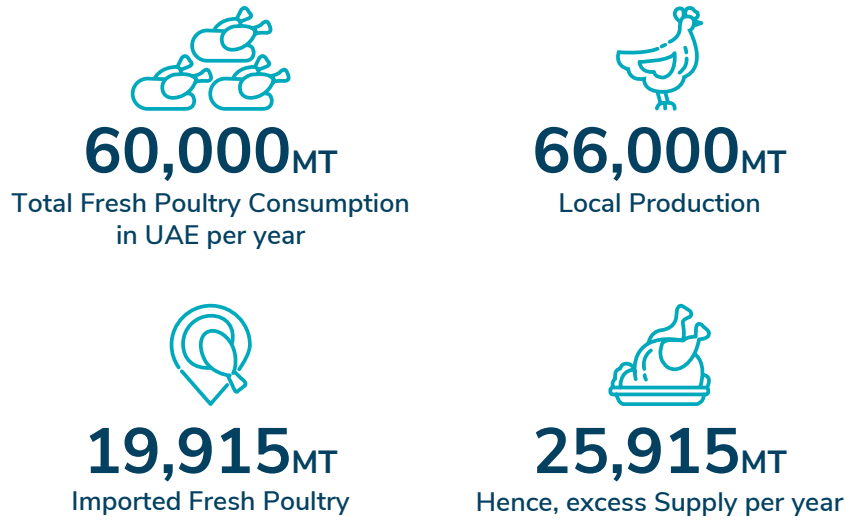 60,000MT
Total Fresh Poultry Consumption
in UAE per year
66,000MT
Local Production
19,915MT
Imported Fresh Poultry
25,915MT
Hence, excess Supply per year